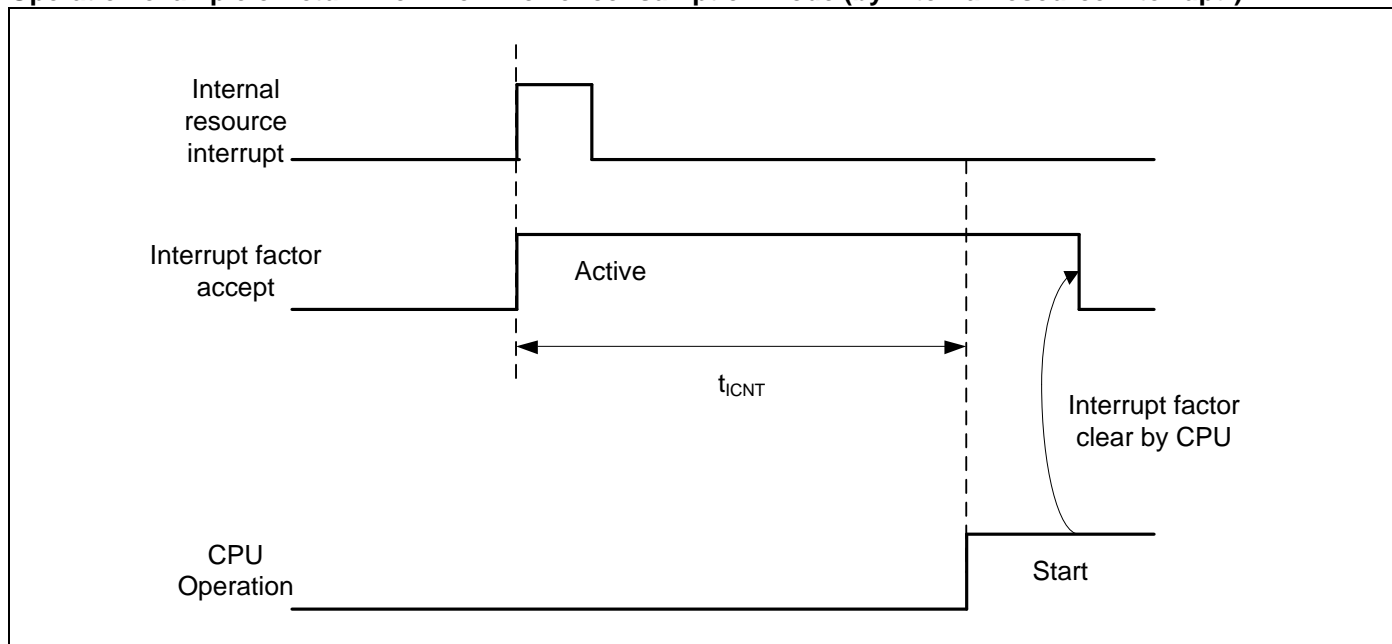 Internal
resource
interrupt
Interrupt factor
accept
Active
tICNT
Interrupt factor
clear by CPU
CPU
Operation
Start